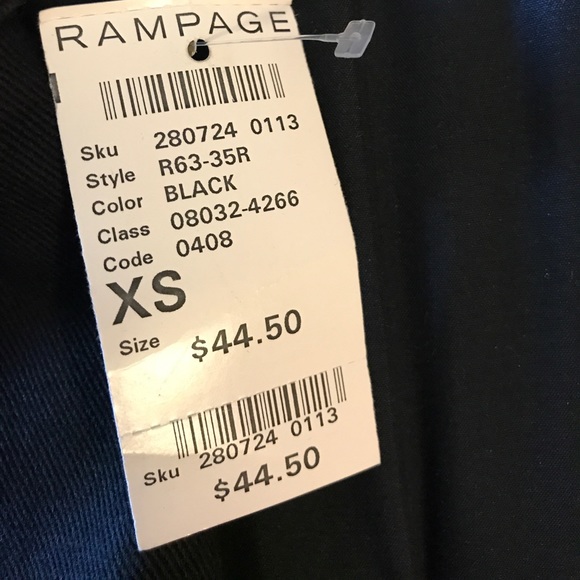 RAMPAGE
Sku 280724 0113
Style R63-35R
Color BLACK
Class 08032-4266
Code 0408
XS
Size $44.50
Sku 280724 0113
$44.50